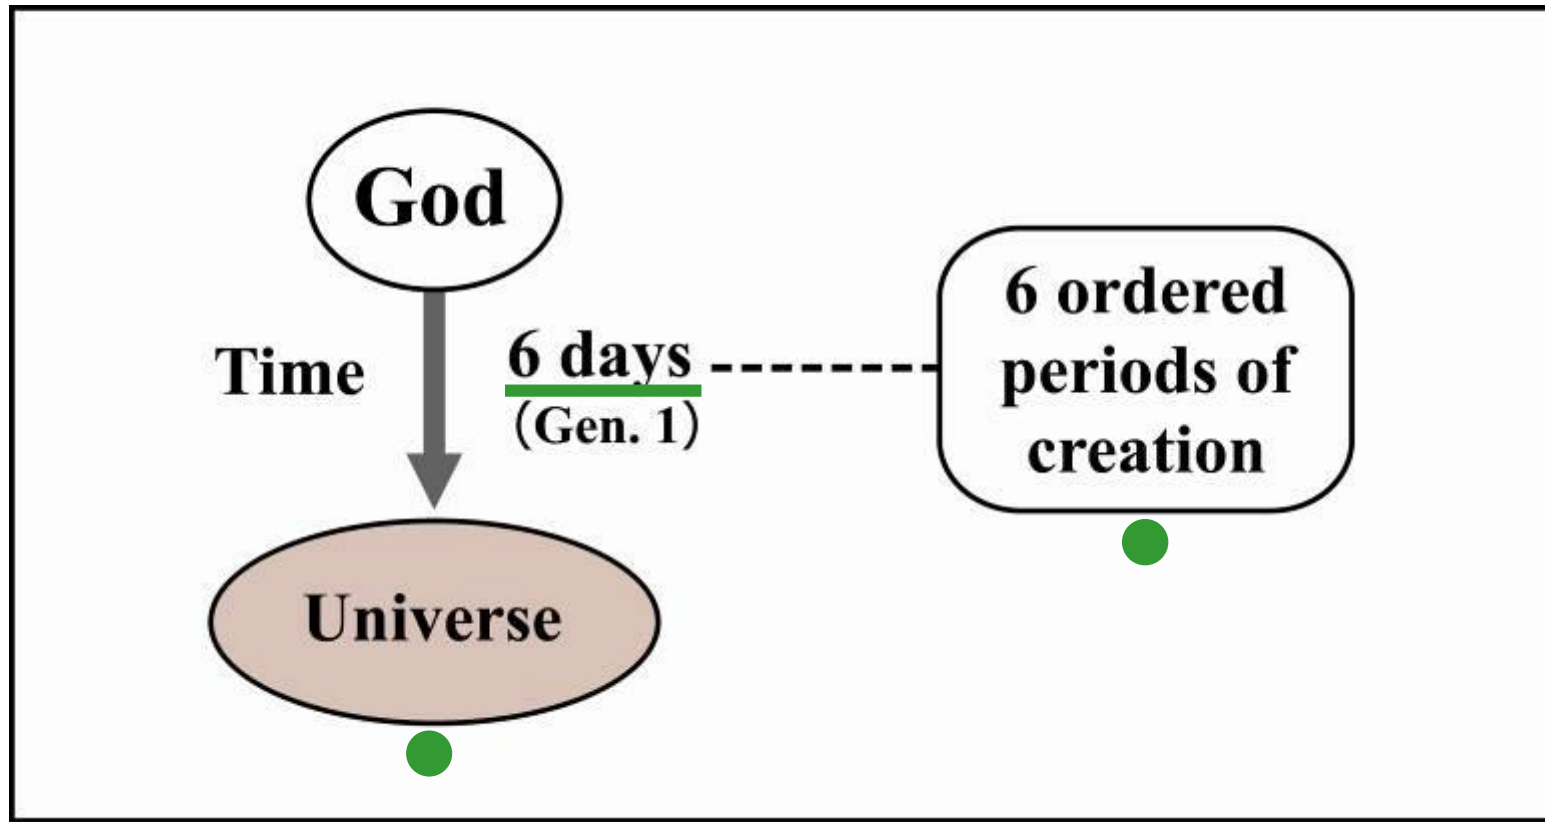 God
Time
6 days
(Gen. 1)
6 ordered
periods of
creation
Universe